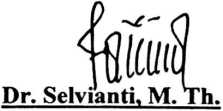 Dr. Selvianti, M. Th.